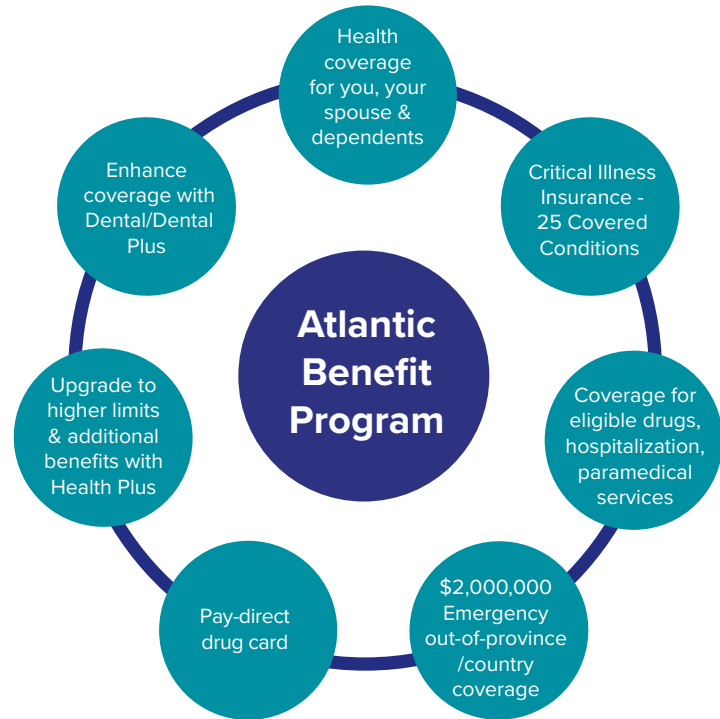 Health
coverage
for you, your
spouse &
dependents
Critical Illness
Insurance -
25 Covered
Conditions
Coverage for
eligible drugs,
hospitalization,
paramedical
services
$2,000,000
Emergency
out-of-province
/country
coverage
Pay-direct
drug card
Upgrade to
higher limits
& additional
benefits with
Health Plus
Enhance
coverage with
Dental/Dental
Plus
Atlantic
Benefit
Program